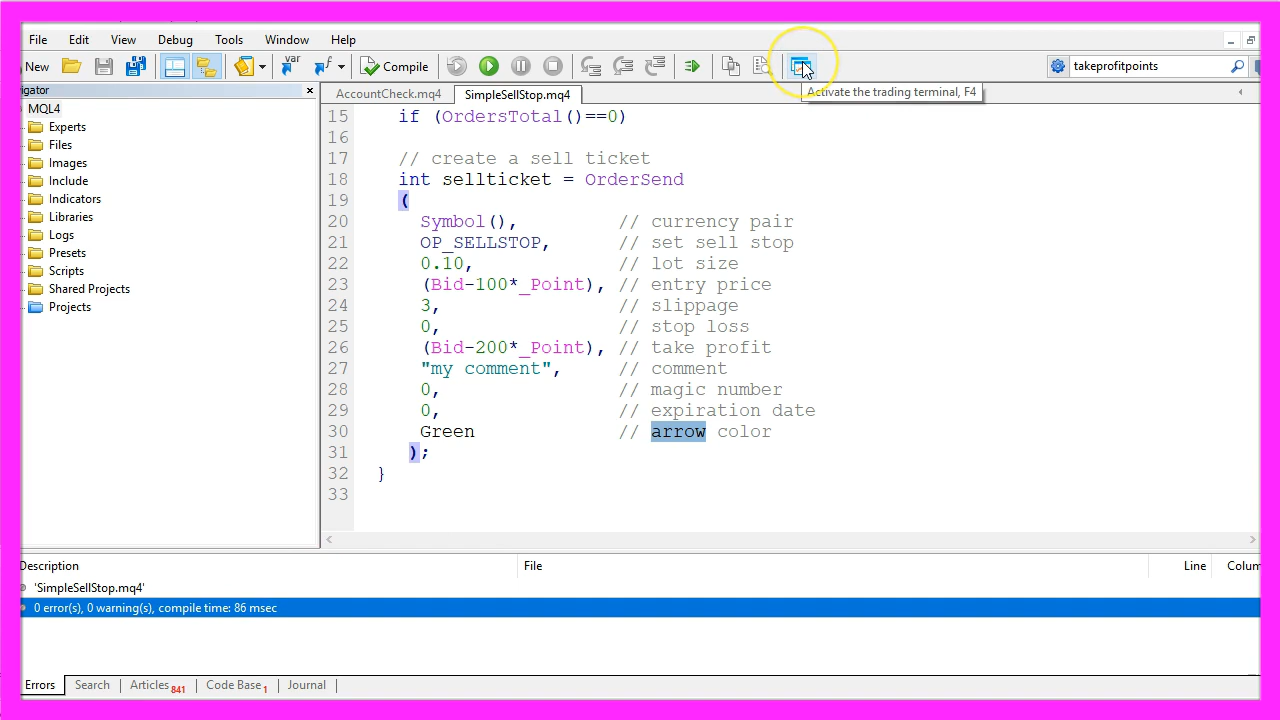 File Edit View Debug Tools Window Help
New var Compile takeprofitpoints
Activate the trading terminal, F4
vigator ×
MQL4
Experts
Files
Images
Include
Indicators
Libraries
Logs
Presets
Scripts
Shared Projects
Projects
AccountCheck.mq4 SimpleSellStop.mq4
15 if (OrdersTotal()==0)
16
17 // create a sell ticket
18 int sellticket = OrderSend
19 (
20 Symbol(), // currency pair
21 OP_SELLSTOP, // set sell stop
22 0.10, // lot size
23 (Bid-100*_Point), // entry price
24 3, // slippage
25 0, // stop loss
26 (Bid-200*_Point), // take profit
27 "my comment", // comment
28 0, // magic number
29 0, // expiration date
30 Green // arrow color
31 );
32 }
33
Description File Line Colum
'SimpleSellStop.mq4'
0 error(s), 0 warning(s), compile time: 86 msec
Errors Search Articles 841 Code Base 1 Journal